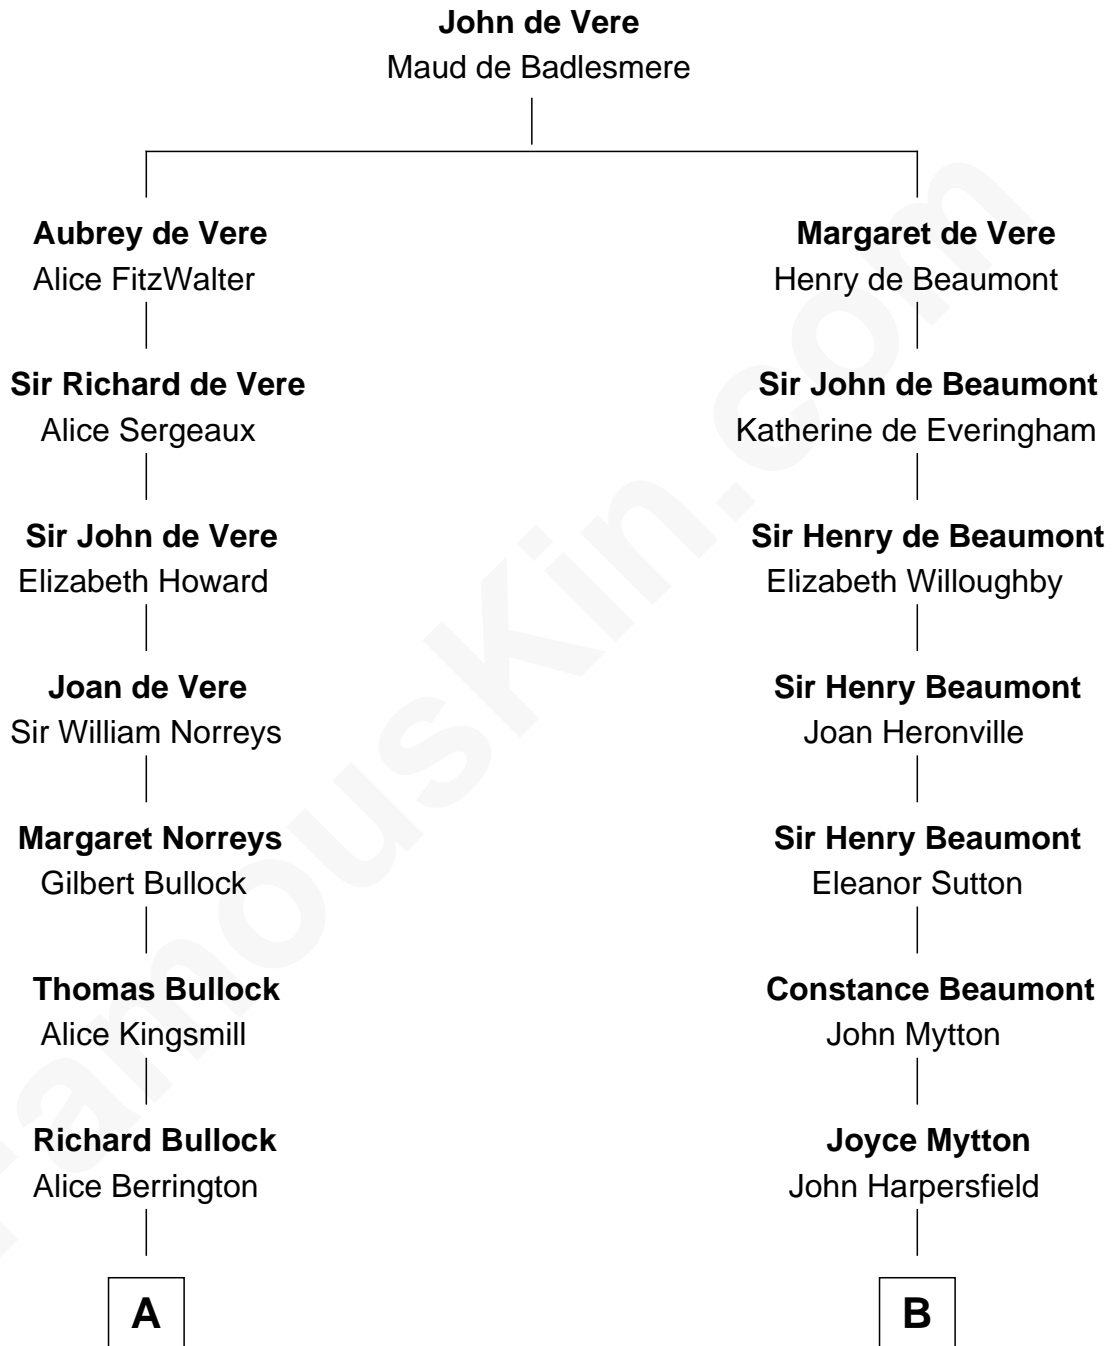 John de Vere
Maud de Badlesmere
Aubrey de Vere
Alice FitzWalter
Margaret de Vere
Henry de Beaumont
Sir Richard de Vere
Alice Sergeaux
Sir John de Beaumont
Katherine de Everingham
Sir John de Vere
Elizabeth Howard
Sir Henry de Beaumont
Elizabeth Willoughby
Joan de Vere
Sir William Norreys
Sir Henry Beaumont
Joan Heronville
Margaret Norreys
Gilbert Bullock
Sir Henry Beaumont
Eleanor Sutton
Thomas Bullock
Alice Kingsmill
Constance Beaumont
John Mytton
Richard Bullock
Alice Berrington
Joyce Mytton
John Harpersfield
A
B
FamousKin.com